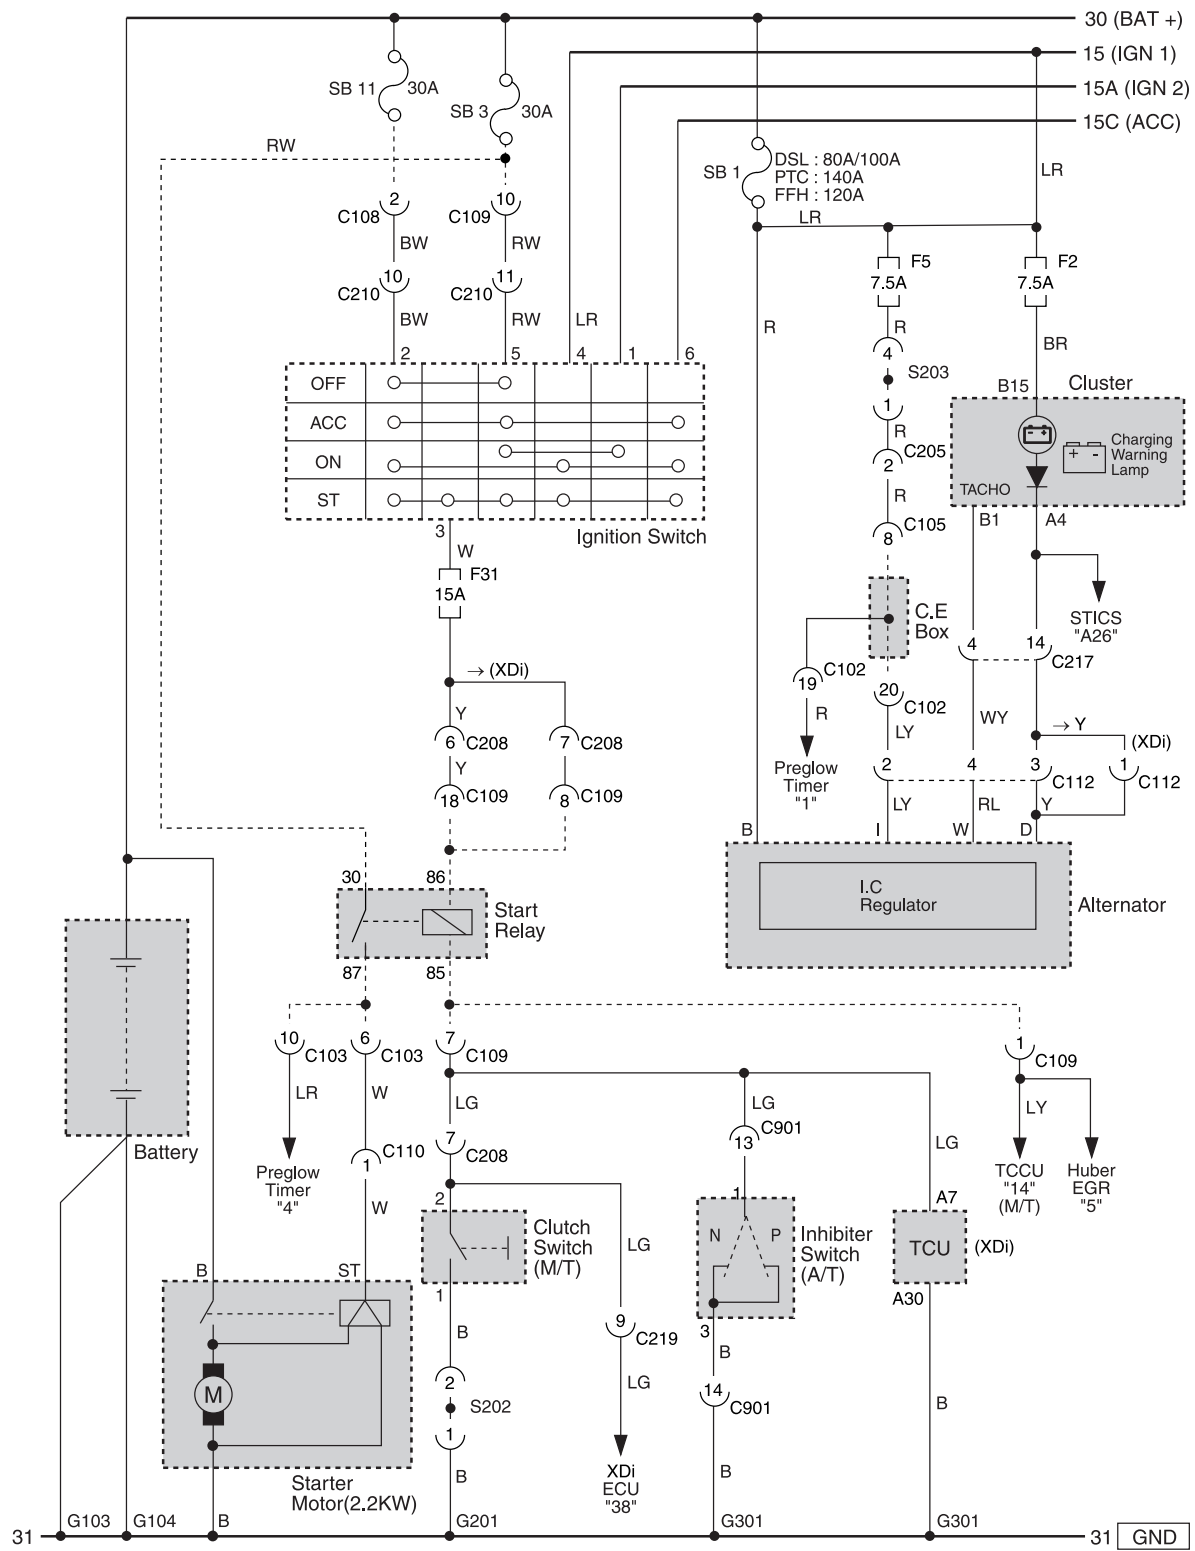 30 (BAT +)
15 (IGN 1)
15A (IGN 2)
15C (ACC)
SB 11 30A
SB 3 30A
RW
LR
SB 1
DSL : 80A/100A
PTC : 140A
FFH : 120A
LR
2 C108
10 C109
BW
RW
10 C210
11 C210
BW
RW
LR
R
F5
7.5A
F2
7.5A
R
BR
4
S203
1
R
2 C205
R
C105
8
2 5 4 1 6
OFF
ACC
ON
ST
Ignition Switch
B15
Cluster
+ -
Charging
Warning
Lamp
TACHO
B1
A4
STICS
"A26"
3
W
F31
15A
→ (XDi)
Y
6 C208
7 C208
Y
18 C109
8 C109
C.E
Box
19 C102
R
Preglow
Timer
"1"
20
C102
LY
4
14
C217
WY
→ Y
(XDi)
2
4
3
C112
1
C112
LY
RL
Y
B
I
W
D
I.C
Regulator
Alternator
30
86
Start
Relay
87
85
10 C103
6 C103
7 C109
1
C109
LR
W
LG
LG
LY
C110
1
7 C208
C901
13
LG
Preglow
Timer
"4"
W
TCCU
"14"
(M/T)
Huber
EGR
"5"
Battery
2
Clutch
Switch
(M/T)
1
LG
1
N
P
Inhibiter
Switch
(A/T)
3
A7
TCU
(XDi)
A30
B
ST
M
Starter
Motor(2.2KW)
B
2
S202
1
B
9
C219
LG
XDi
ECU
"38"
B
14
C901
B
B
31
G103
G104
B
G201
G301
G301
31
GND